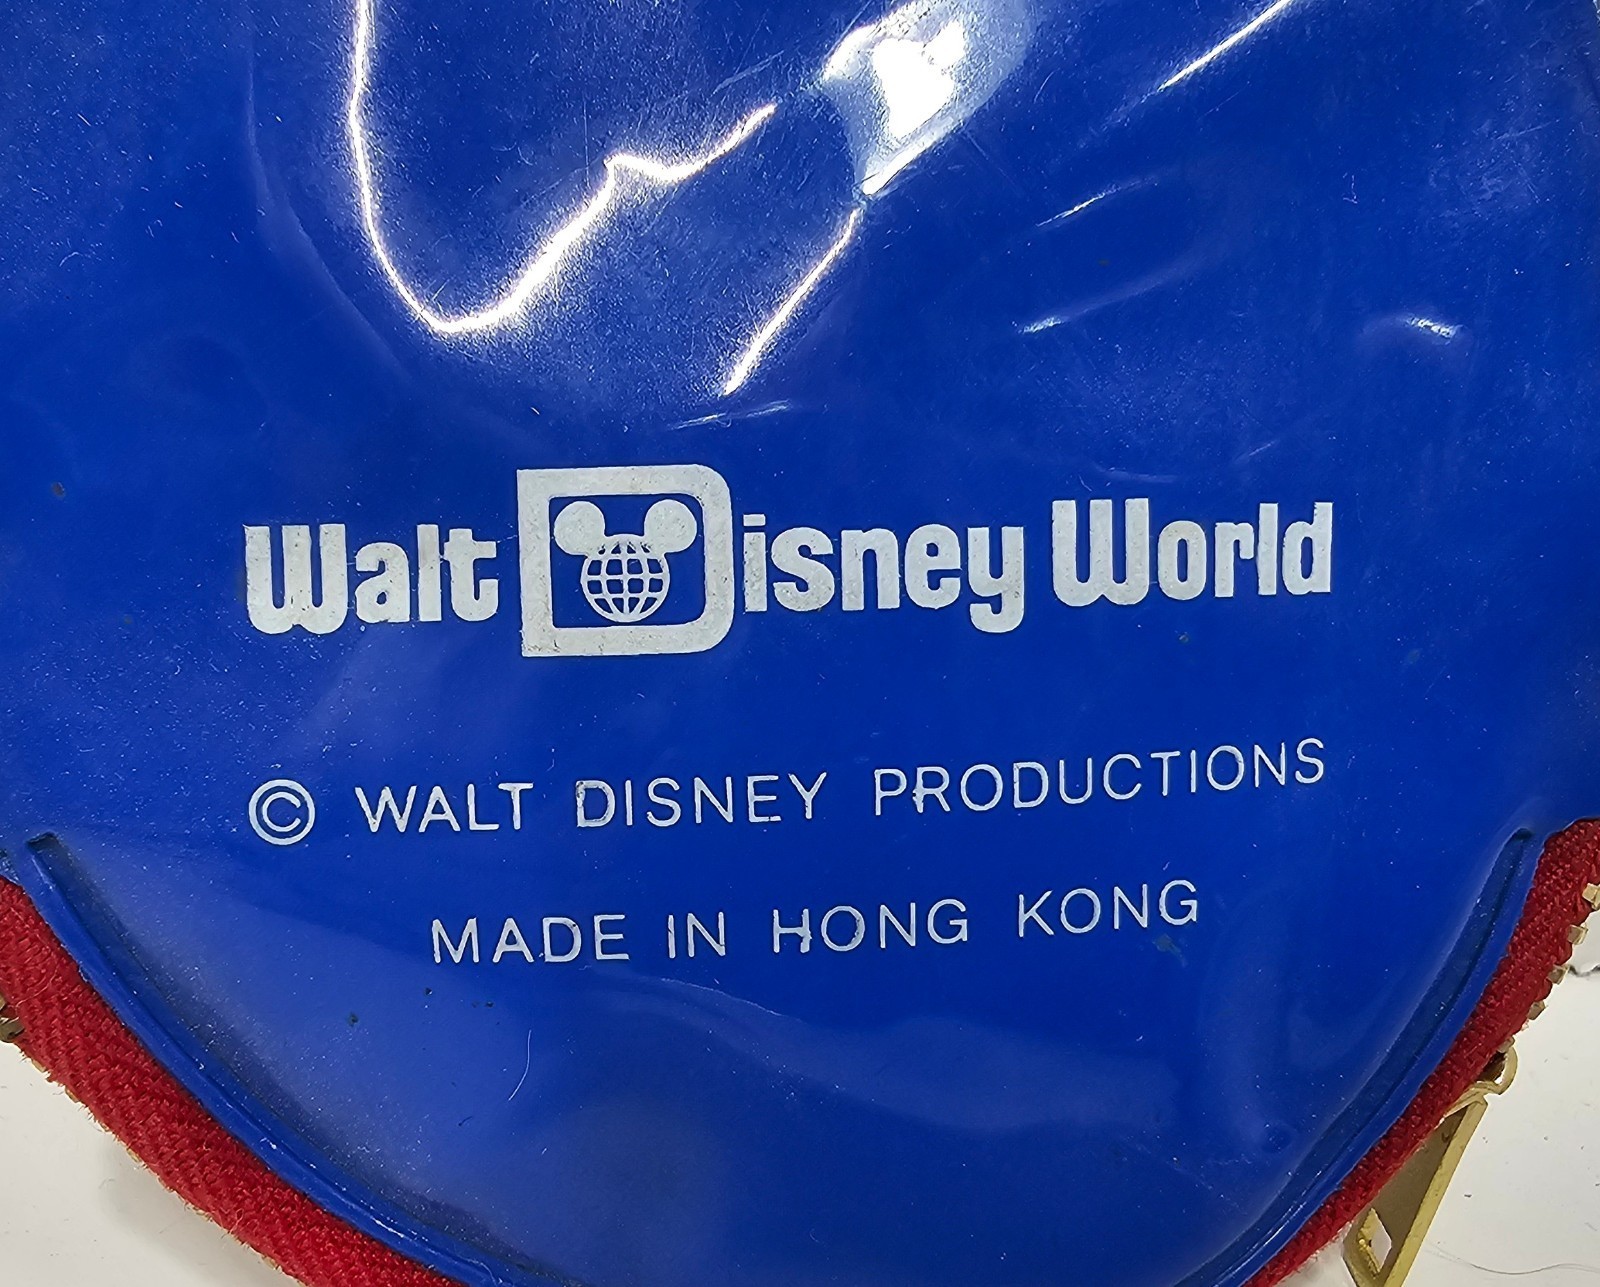 Walt Disney World
© WALT DISNEY PRODUCTIONS
MADE IN HONG KONG